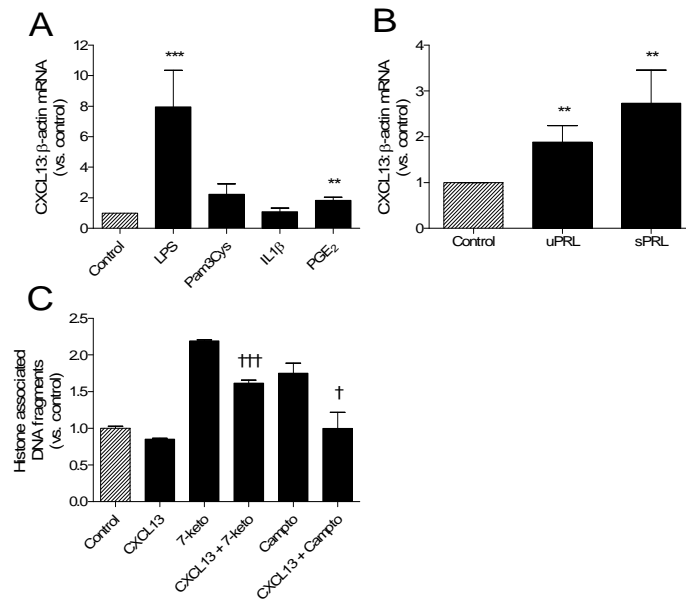 A
CXCL13: β-actin mRNA
(vs. control)
12
10
8
6
4
2
0
***
**
Control
LPS
Pam3Cys
IL1β
PGE₂
B
CXCL13: β-actin mRNA
(vs. control)
4
3
2
1
0
**
**
Control
uPRL
sPRL
C
Histone associated
DNA fragments
(vs. control)
2.5
2.0
1.5
1.0
0.5
0.0
†††
†
Control
CXCL13
7-keto
CXCL13 + 7-keto
Campto
CXCL13 + Campto